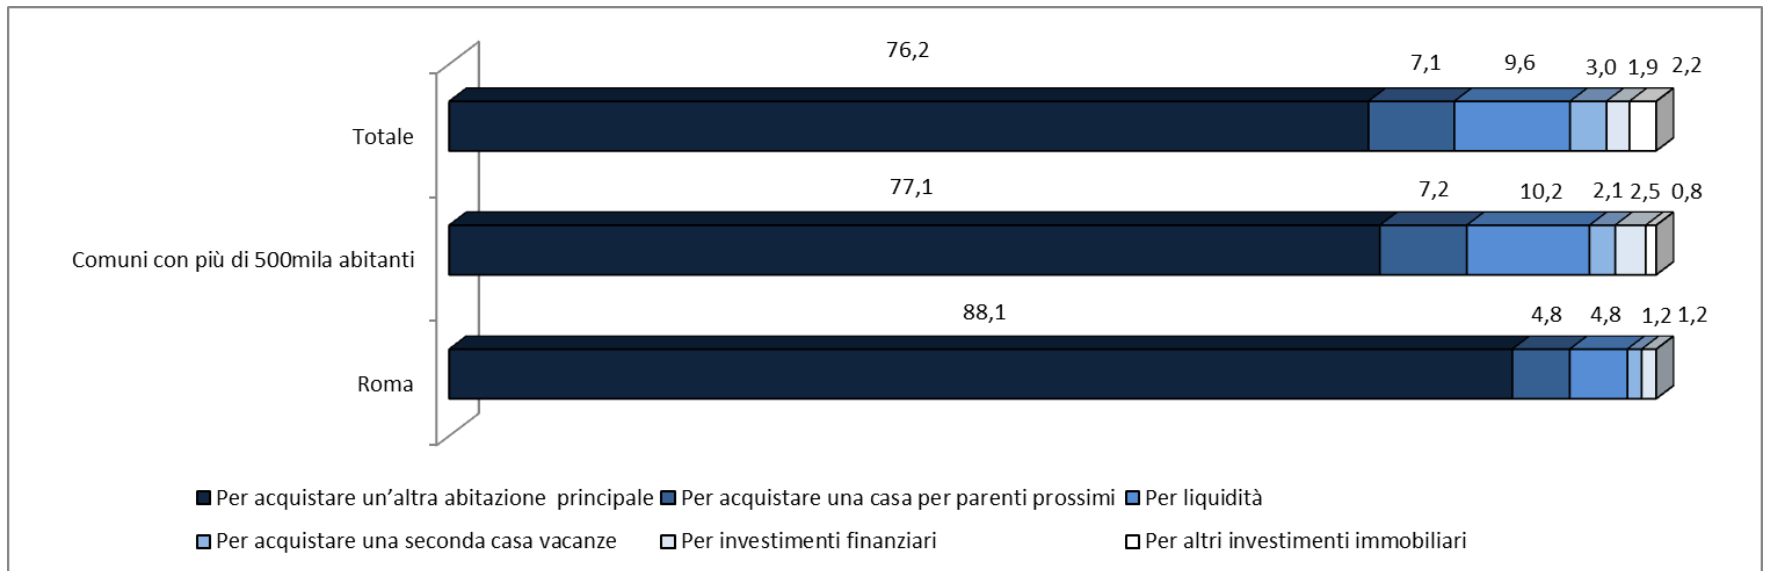 76,2 7,1 9,6 3,0 1,9 2,2
Totale
77,1 7,2 10,2 2,1 2,5 0,8
Comuni con più di 500mila abitanti
88,1 4,8 4,8 1,2 1,2
Roma
Per acquistare un’altra abitazione principale Per acquistare una casa per parenti prossimi Per liquidità
Per acquistare una seconda casa vacanze Per investimenti finanziari Per altri investimenti immobiliari